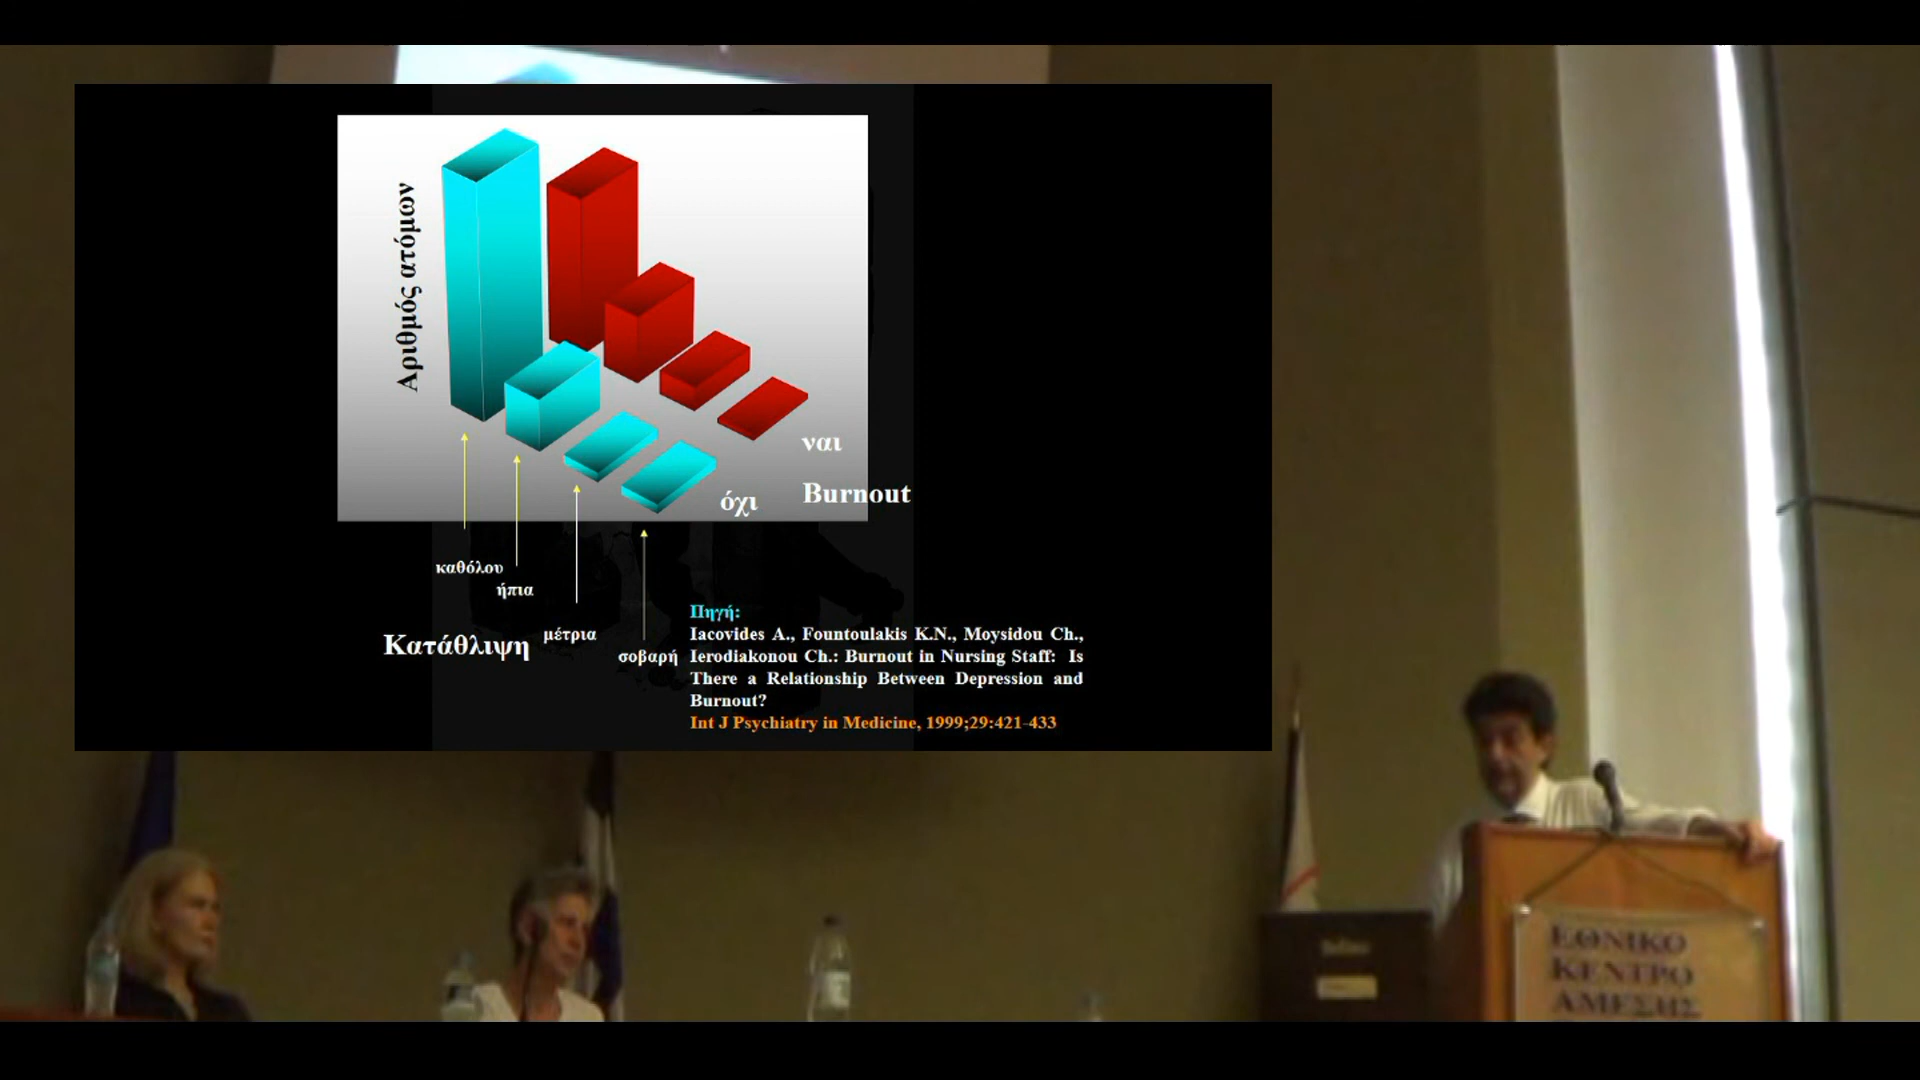 Αριθμός ατόμων
ναι
όχι
Burnout
καθόλου
ήπια
μέτρια
σοβαρή
Κατάθλιψη
Πηγή:
Iacovides A., Fountoulakis K.N., Moysidou Ch.,
Ierodiakonou Ch.: Burnout in Nursing Staff: Is
There a Relationship Between Depression and
Burnout?
Int J Psychiatry in Medicine, 1999;29:421-433
ΕΘΝΙΚΟ
ΚΕΝΤΡΟ
ΑΜΕΣΗΣ